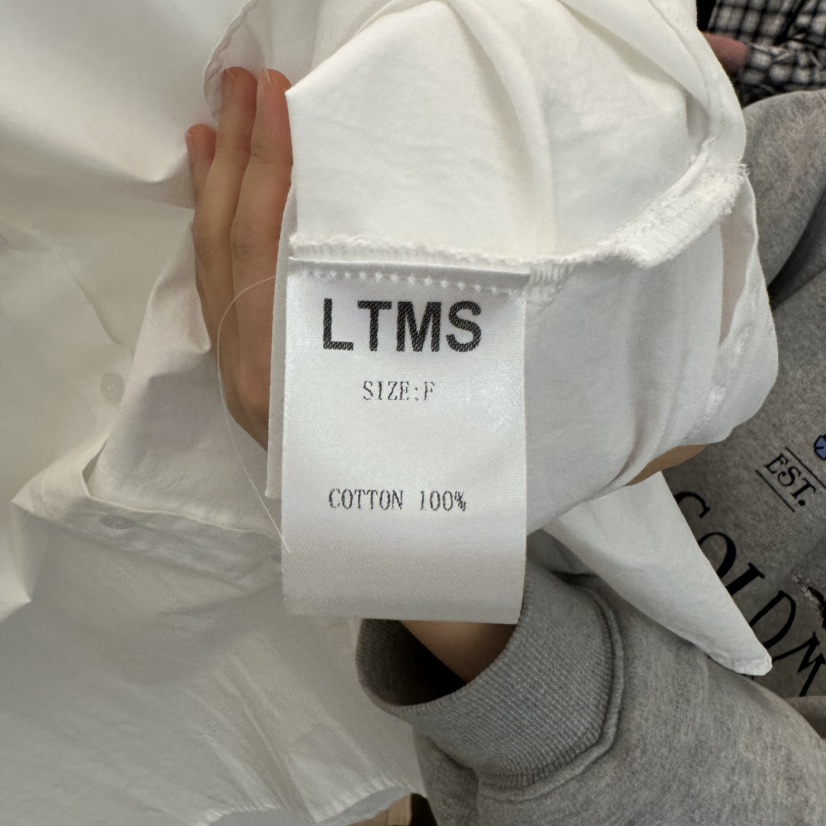 LTMS
SIZE:F
COTTON 100%
EST.